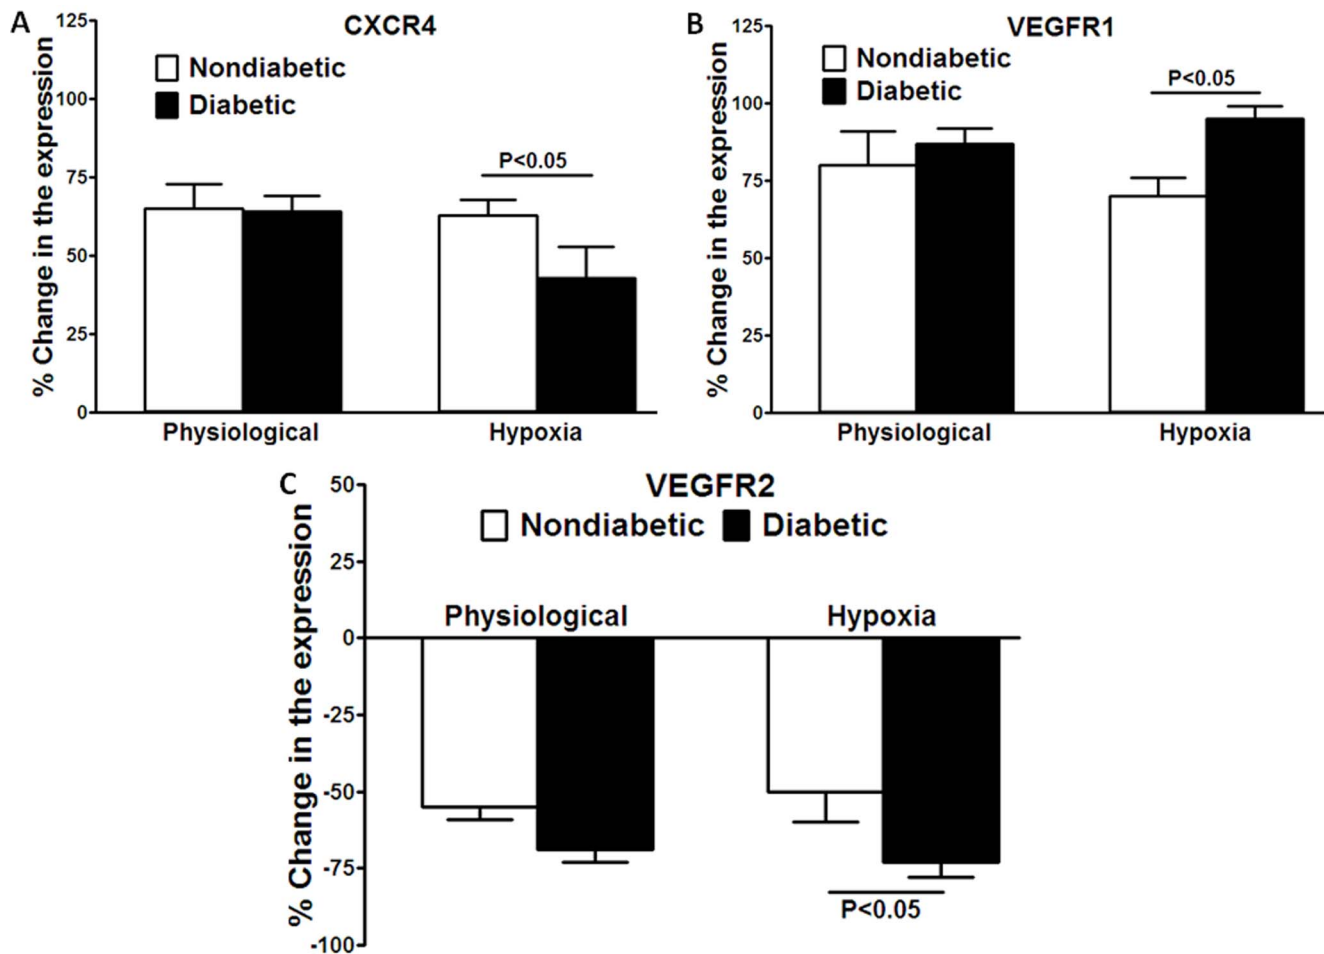 A
CXCR4
% Change in the expression
125
100
75
50
25
0
Nondiabetic
Diabetic
P<0.05
Physiological
Hypoxia
B
VEGFR1
% Change in the expression
125
100
75
50
25
0
Nondiabetic
Diabetic
P<0.05
Physiological
Hypoxia
C
VEGFR2
% Change in the expression
50
25
0
-25
-50
-75
-100
Nondiabetic
Diabetic
Physiological
Hypoxia
P<0.05